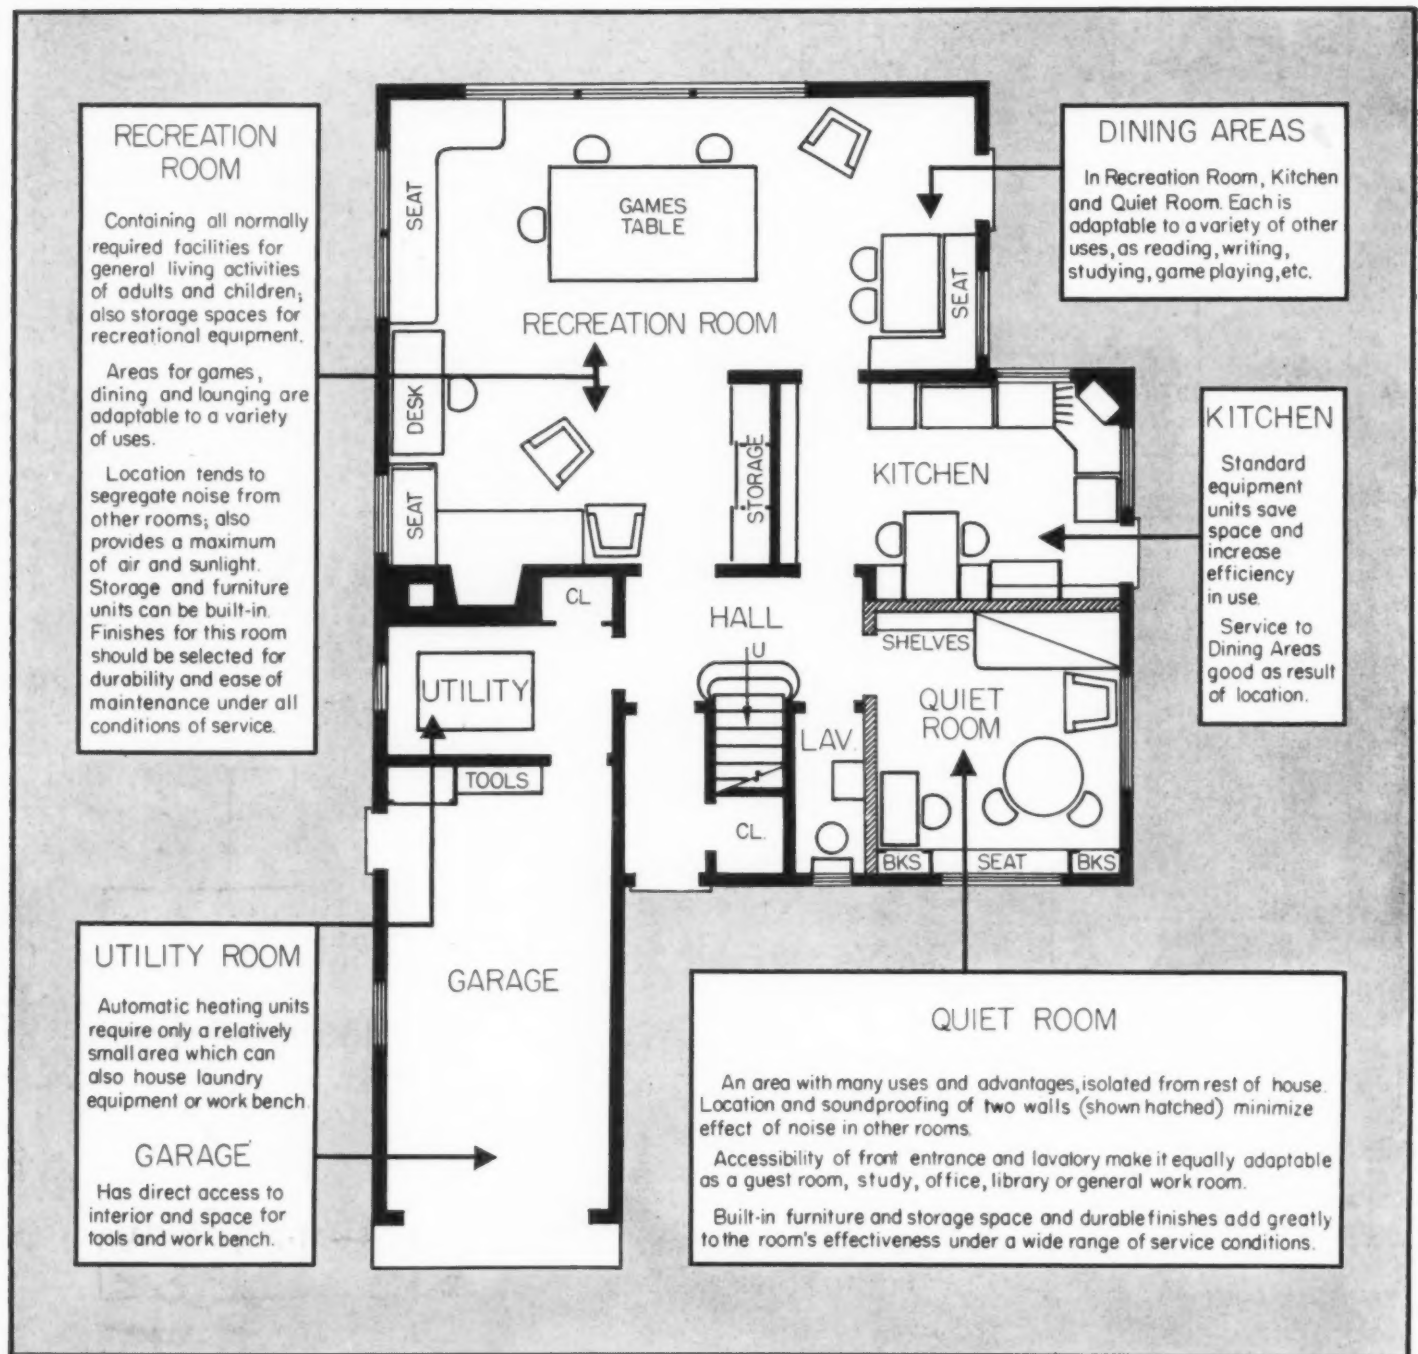 RECREATION
ROOM
Containing all normally
required facilities for
general living activities
of adults and children;
also storage spaces for
recreational equipment.
Areas for games,
dining and lounging are
adaptable to a variety
of uses.
Location tends to
segregate noise from
other rooms; also
provides a maximum
of air and sunlight.
Storage and furniture
units can be built-in.
Finishes for this room
should be selected for
durability and ease of
maintenance under all
conditions of service.
DINING AREAS
In Recreation Room, Kitchen
and Quiet Room. Each is
adaptable to a variety of other
uses, as reading, writing,
studying, game playing, etc.
SEAT
GAMES
TABLE
SEAT
RECREATION ROOM
DESK
SEAT
STORAGE
KITCHEN
KITCHEN
Standard
equipment
units save
space and
increase
efficiency
in use.
Service to
Dining Areas
good as result
of location.
CL
HALL
U
SHELVES
UTILITY
QUIET
ROOM
LAV.
TOOLS
CL.
BKS
SEAT
BKS
GARAGE
UTILITY ROOM
Automatic heating units
require only a relatively
small area which can
also house laundry
equipment or work bench
GARAGE
Has direct access to
interior and space for
tools and work bench.
QUIET ROOM
An area with many uses and advantages, isolated from rest of house.
Location and soundproofing of two walls (shown hatched) minimize
effect of noise in other rooms.
Accessibility of front entrance and lavatory make it equally adaptable
as a guest room, study, office, library or general work room.
Built-in furniture and storage space and durable finishes add greatly
to the room's effectiveness under a wide range of service conditions.